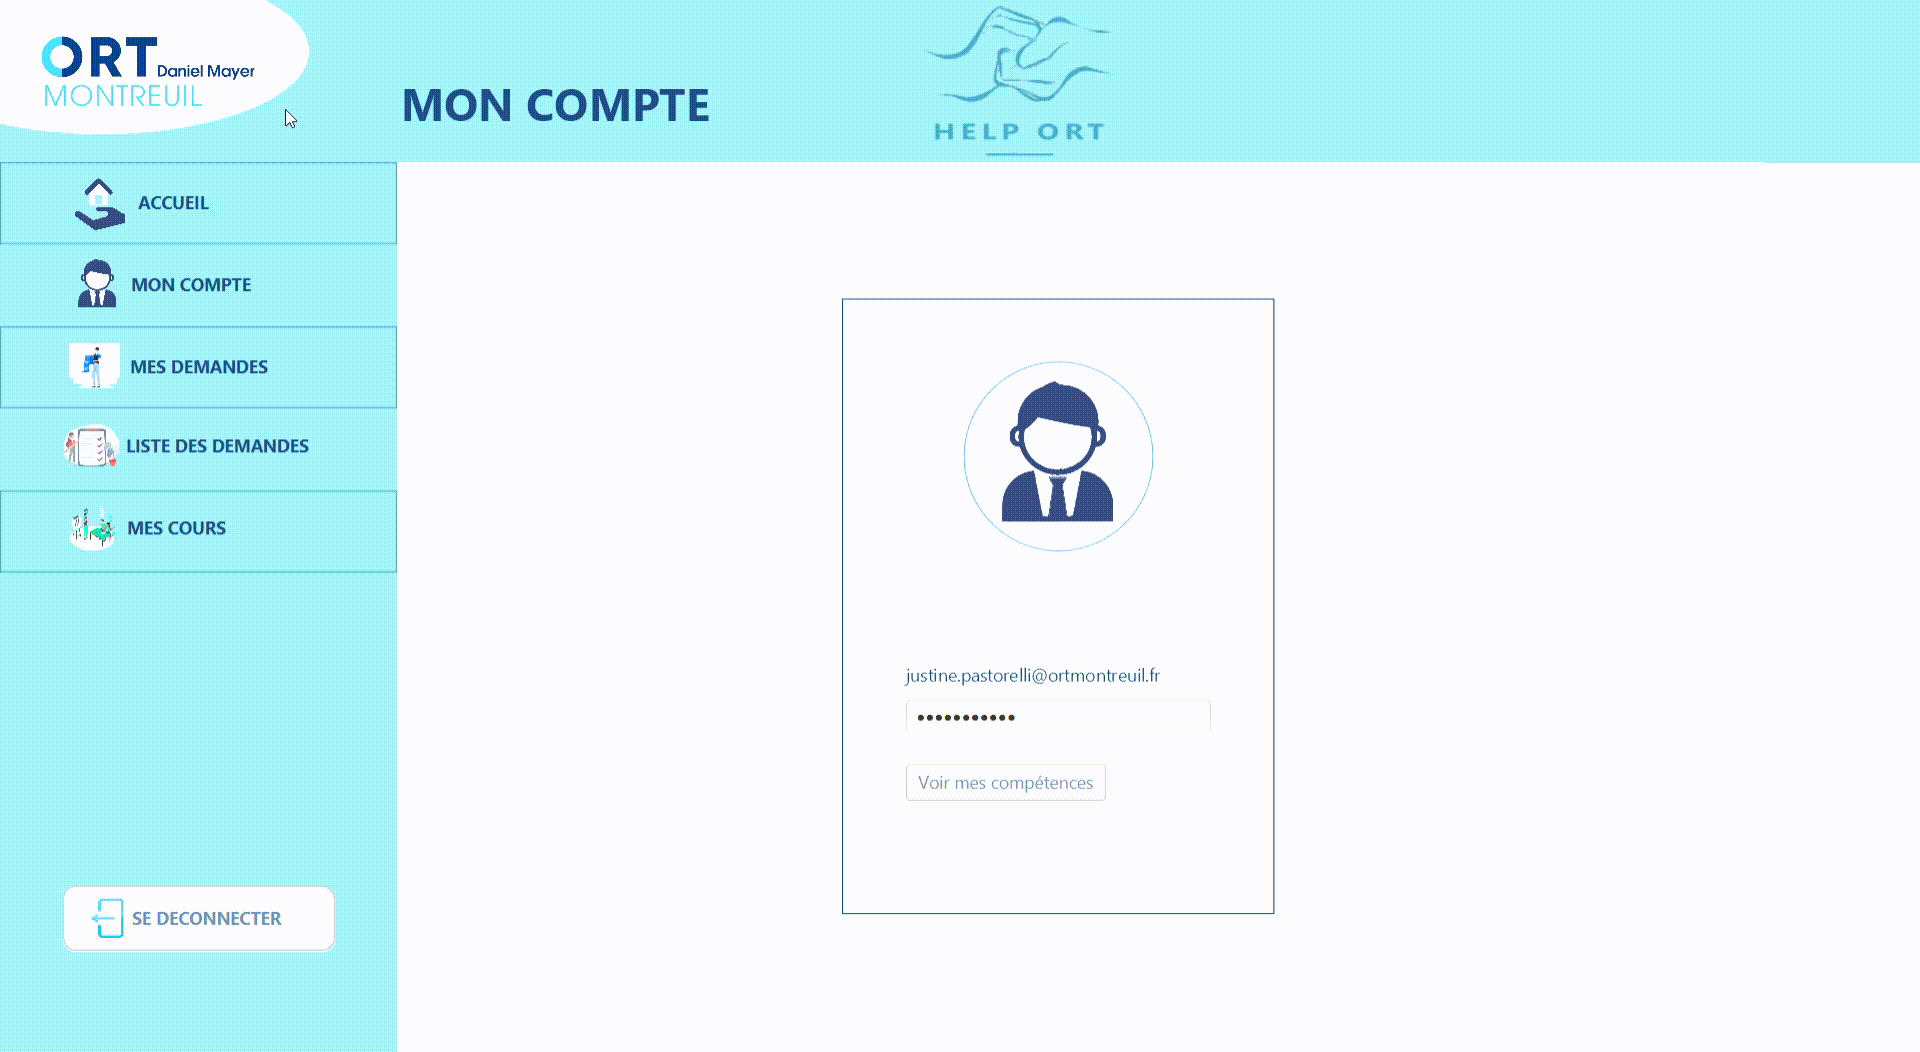 ORT Daniel Mayer
MONTREUIL
MON COMPTE
HELP ORT
ACCUEIL
MON COMPTE
MES DEMANDES
LISTE DES DEMANDES
MES COURS
SE DECONNECTER
justine.pastorelli@ortmontreuil.fr
•••••••••••
Voir mes compétences